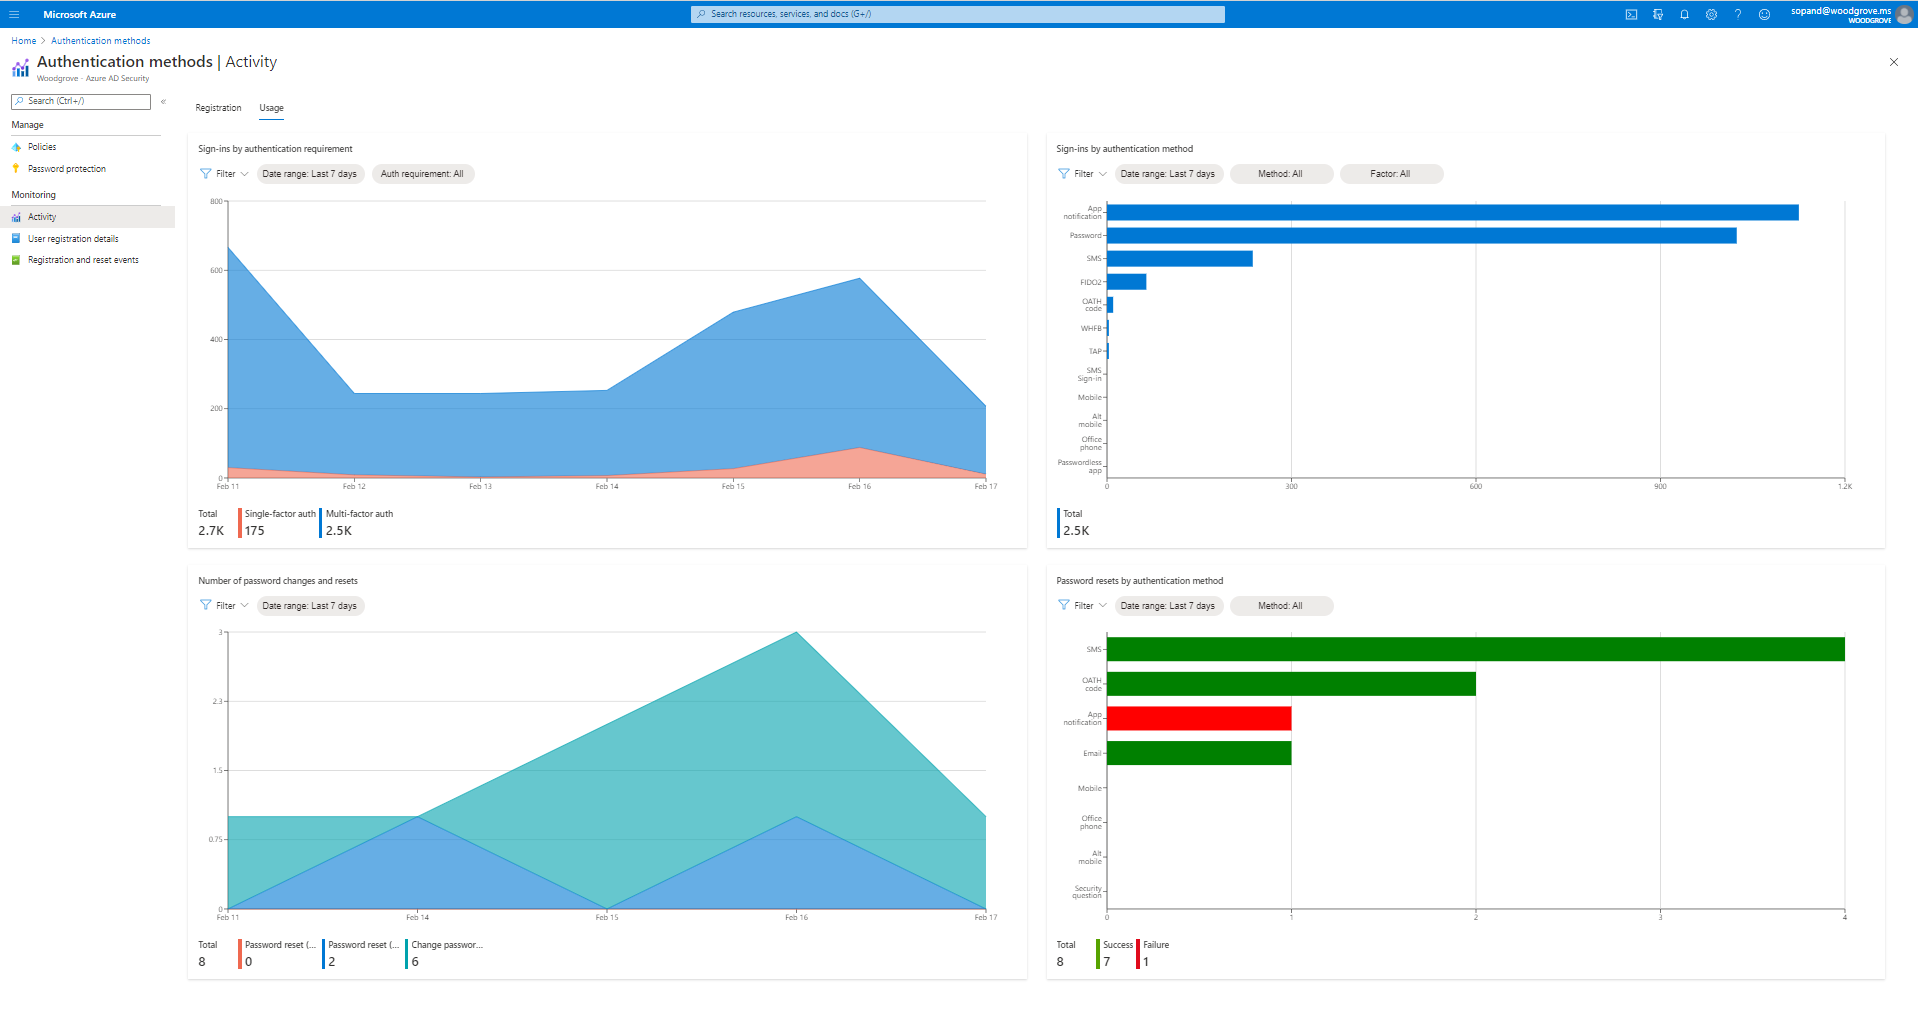 Microsoft Azure
Search resources, services, and docs (G+/)
sopand@woodgrove.ms
WOODGROVE
Home > Authentication methods
Authentication methods | Activity
Woodgrove - Azure AD Security
Search (Ctrl+/)
«
Manage
Policies
Password protection
Monitoring
Activity
User registration details
Registration and reset events
Registration Usage
Sign-ins by authentication requirement
Filter Date range: Last 7 days Auth requirement: All
800
600
400
200
0
Feb 11 Feb 12 Feb 13 Feb 14 Feb 15 Feb 16 Feb 17
Total Single-factor auth Multi-factor auth
2.7K 175 2.5K
Sign-ins by authentication method
Filter Date range: Last 7 days Method: All Factor: All
App
notification
Password
SMS
FIDO2
OATH
code
WHFB
TAP
SMS
Sign-in
Mobile
Alt
mobile
Office
phone
Passwordless
app
0 300 600 900 1.2K
Total
2.5K
Number of password changes and resets
Filter Date range: Last 7 days
3
2.3
1.5
0.75
0
Feb 11 Feb 14 Feb 15 Feb 16 Feb 17
Total Password reset (... Password reset (... Change passwor...
8 0 2 6
Password resets by authentication method
Filter Date range: Last 7 days Method: All
SMS
OATH
code
App
notification
Email
Mobile
Office
phone
Alt
mobile
Security
question
0 1 2 3 4
Total Success Failure
8 7 1